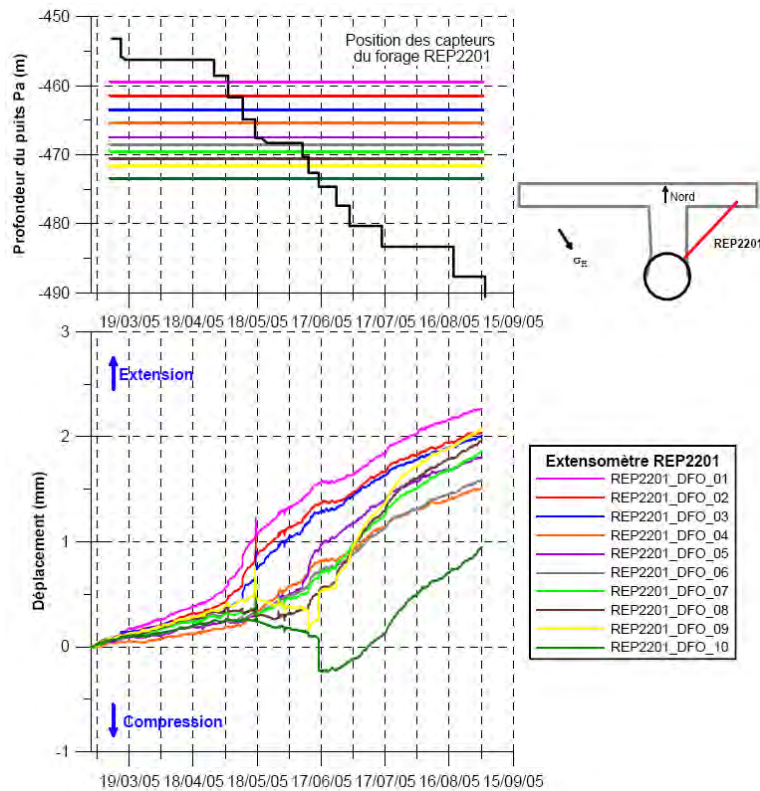 -450
-460
-470
-480
-490
Profondeur du puits Pa (m)
Position des capteurs
du forage REP2201
19/03/05 18/04/05 18/05/05 17/06/05 17/07/05 16/08/05 15/09/05
Nord
REP2201
σH
3
2
1
0
-1
Déplacement (mm)
Extension
Compression
19/03/05 18/04/05 18/05/05 17/06/05 17/07/05 16/08/05 15/09/05
Extensomètre REP2201
REP2201_DFO_01
REP2201_DFO_02
REP2201_DFO_03
REP2201_DFO_04
REP2201_DFO_05
REP2201_DFO_06
REP2201_DFO_07
REP2201_DFO_08
REP2201_DFO_09
REP2201_DFO_10